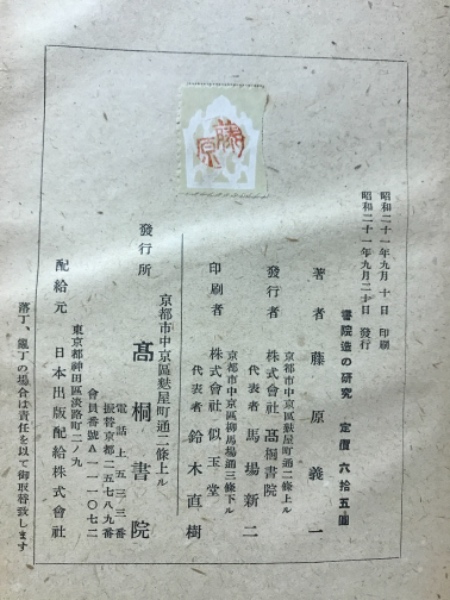 昭和二十一年九月十日 印刷
昭和二十一年九月二十日 發行
書院造の硏究 定價 六拾五圓
著者 藤原義一
京都市中京區麩屋町通二條上ル
發行者 株式會社 髙桐書院
代表者 馬場新二
京都市中京區柳馬場通三條下ル
印刷者 株式會社 似玉堂
代表者 鈴木直樹
京都市中京區麩屋町通二條上ル
發行所 髙桐書院
電話上五三三番
振替京都二五七八九番
會員番號A一一一〇七二
東京都神田區淡路町二ノ九
配給元 日本出版配給株式會社
落丁、亂丁の場合は責任を以て御取替致します
藤原